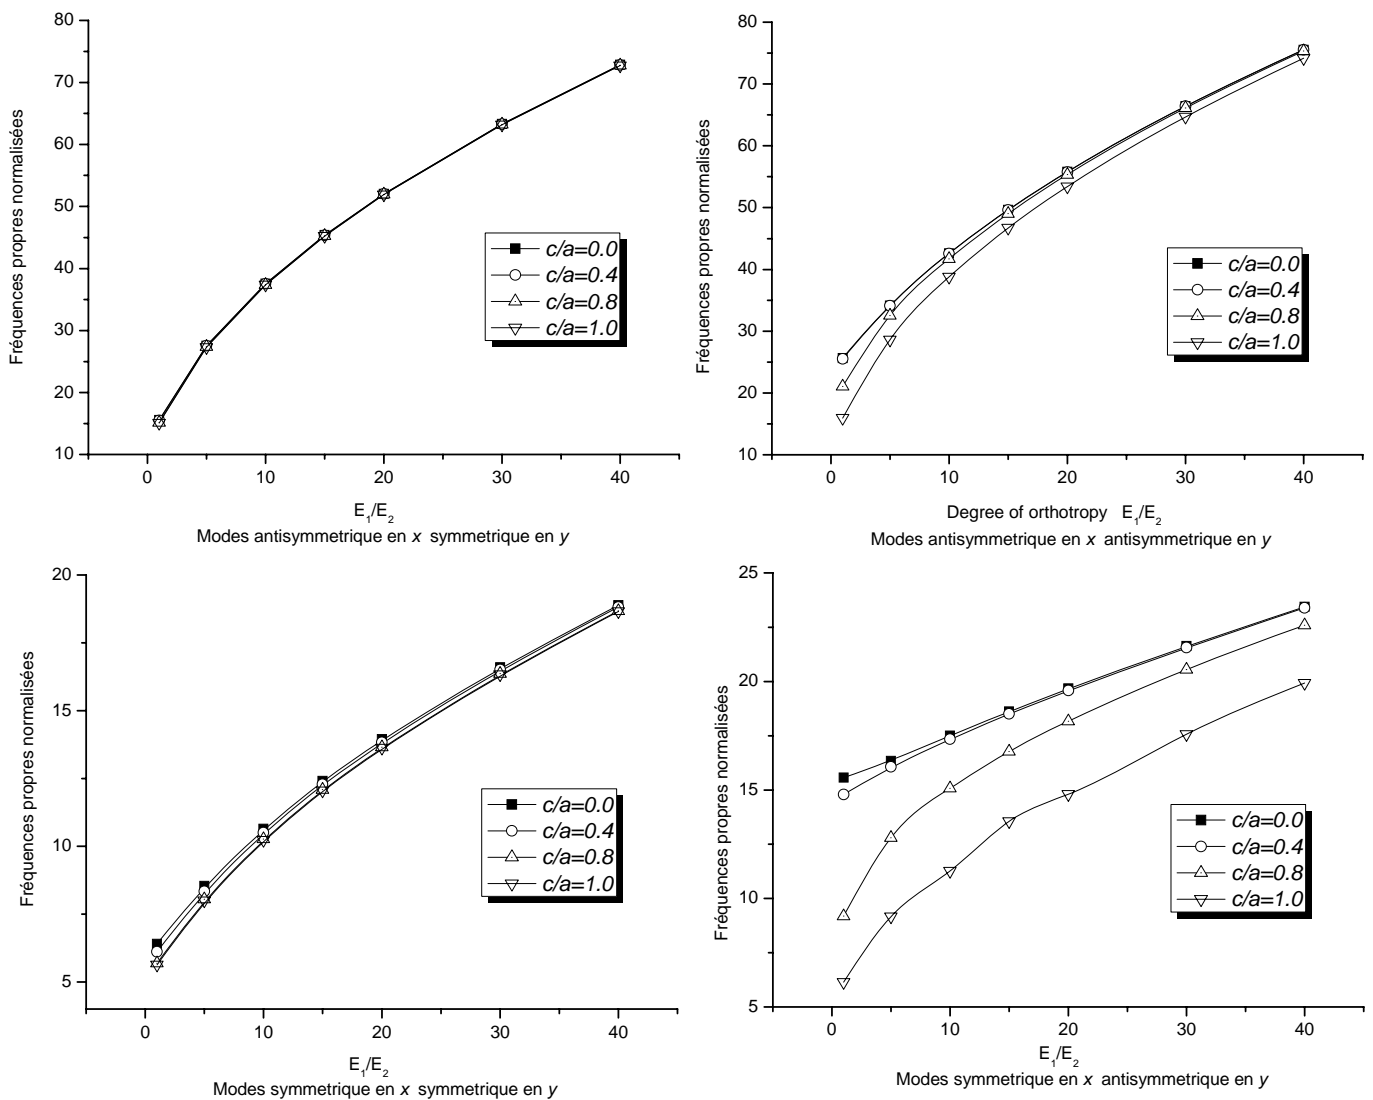 80
70
60
50
40
30
20
10
0
10
20
30
40
Fréquences propres normalisées
c/a=0.0
c/a=0.4
c/a=0.8
c/a=1.0
E1/E2
Modes antisymmetrique en x symmetrique en y
80
70
60
50
40
30
20
10
0
10
20
30
40
Fréquences propres normalisées
c/a=0.0
c/a=0.4
c/a=0.8
c/a=1.0
Degree of orthotropy E1/E2
Modes antisymmetrique en x antisymmetrique en y
20
15
10
5
0
10
20
30
40
Fréquences propres normalisées
c/a=0.0
c/a=0.4
c/a=0.8
c/a=1.0
E1/E2
Modes symmetrique en x symmetrique en y
25
20
15
10
5
0
10
20
30
40
Fréquences propres normalisées
c/a=0.0
c/a=0.4
c/a=0.8
c/a=1.0
E1/E2
Modes symmetrique en x antisymmetrique en y